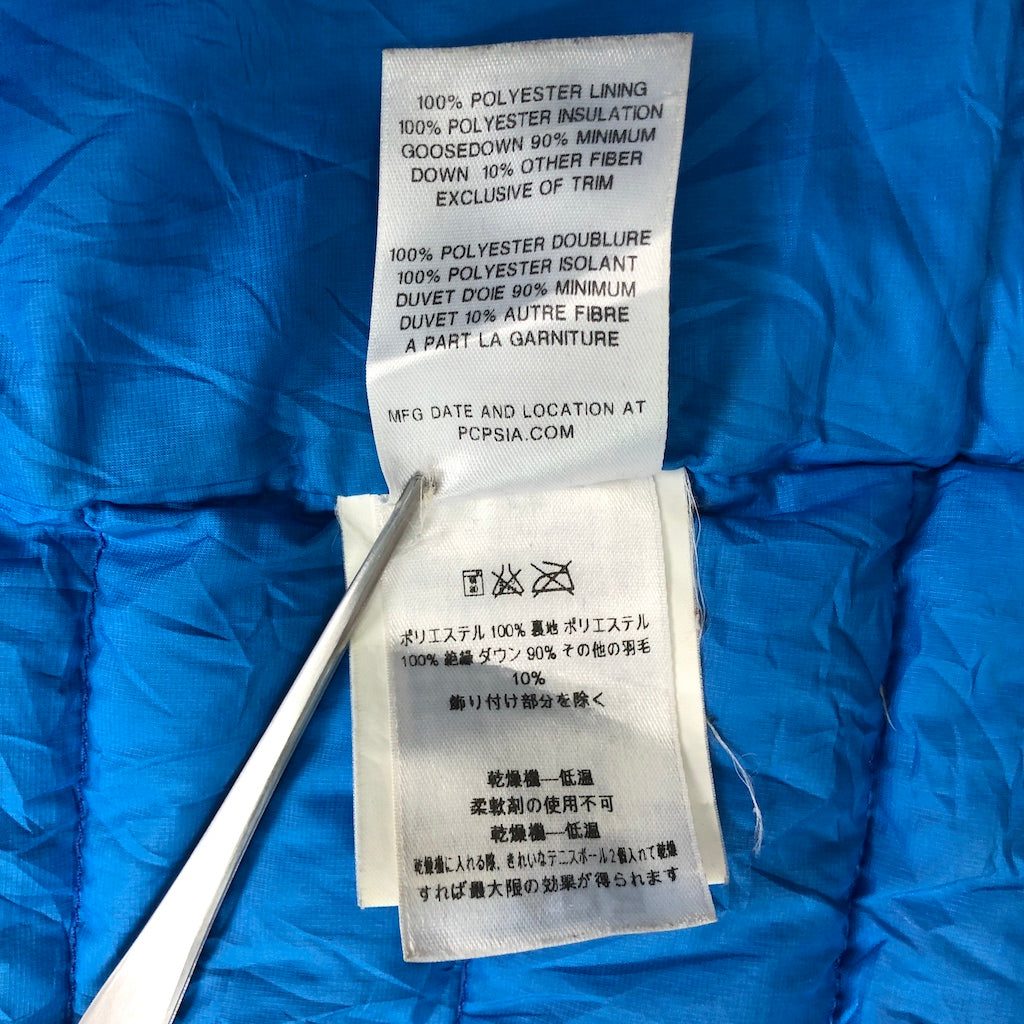 100% POLYESTER LINING
100% POLYESTER INSULATION
GOOSEDOWN 90% MINIMUM
DOWN 10% OTHER FIBER
EXCLUSIVE OF TRIM
100% POLYESTER DOUBLURE
100% POLYESTER ISOLANT
DUVET D'OIE 90% MINIMUM
DUVET 10% AUTRE FIBRE
A PART LA GARNITURE
MFG DATE AND LOCATION AT
PCPSIA.COM
ポリエステル 100% 裏地 ポリエステル
100% 絶縁 ダウン 90% その他の羽毛
10%
飾り付け部分を除く
乾燥機—低温
柔軟剤の使用不可
乾燥機—低温
乾燥機に入れる際、きれいなテニスボール2個入れて乾燥
すれば最大限の効果が得られます